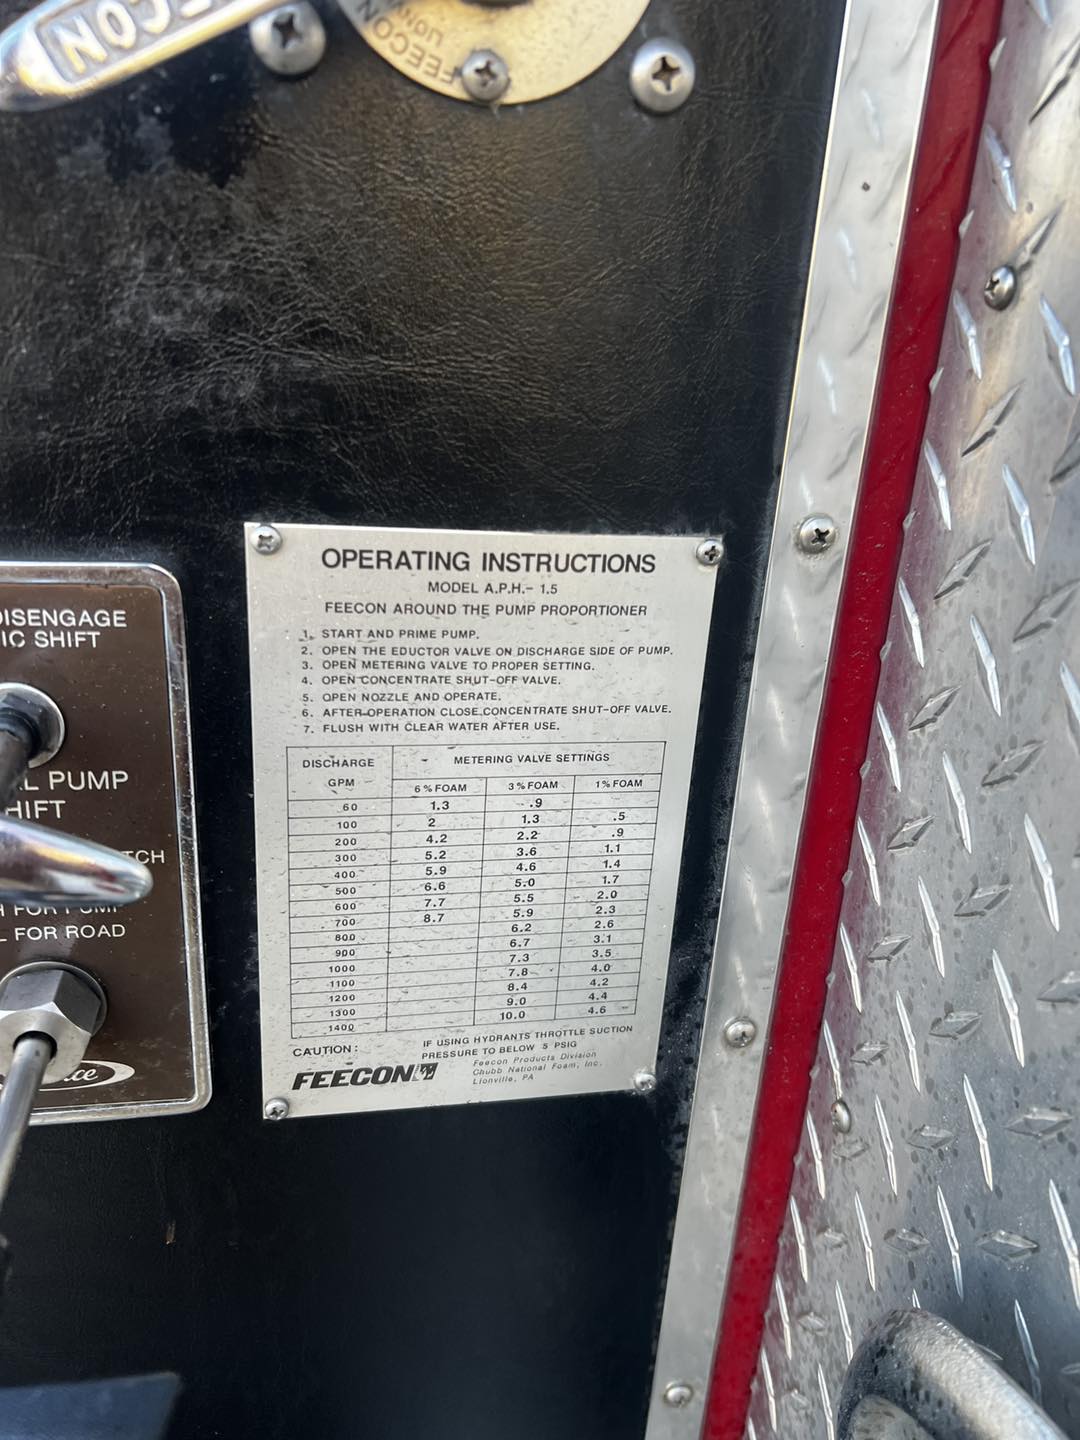 FEECON
FEECON
DISENGAGE
IC SHIFT
L PUMP
HIFT
TCH
FOR PUMP
L FOR ROAD
OPERATING INSTRUCTIONS
MODEL A.P.H.- 1.5
FEECON AROUND THE PUMP PROPORTIONER
1. START AND PRIME PUMP.
2. OPEN THE EDUCTOR VALVE ON DISCHARGE SIDE OF PUMP.
3. OPEN METERING VALVE TO PROPER SETTING.
4. OPEN CONCENTRATE SHUT-OFF VALVE.
5. OPEN NOZZLE AND OPERATE.
6. AFTER OPERATION CLOSE CONCENTRATE SHUT-OFF VALVE.
7. FLUSH WITH CLEAR WATER AFTER USE.
DISCHARGE GPM METERING VALVE SETTINGS
6% FOAM 3% FOAM 1% FOAM
60 1.3 .9
100 2 1.3 .5
200 4.2 2.2 .9
300 5.2 3.6 1.1
400 5.9 4.6 1.4
500 6.6 5.0 1.7
600 7.7 5.5 2.0
700 8.7 5.9 2.3
800 6.2 2.6
900 6.7 3.1
1000 7.3 3.5
1100 7.8 4.0
1200 8.4 4.2
1300 9.0 4.4
1400 10.0 4.6
CAUTION: IF USING HYDRANTS THROTTLE SUCTION
PRESSURE TO BELOW 5 PSIG
FEECON
Feecon Products Division
Chubb National Foam, Inc.
Lionville, PA